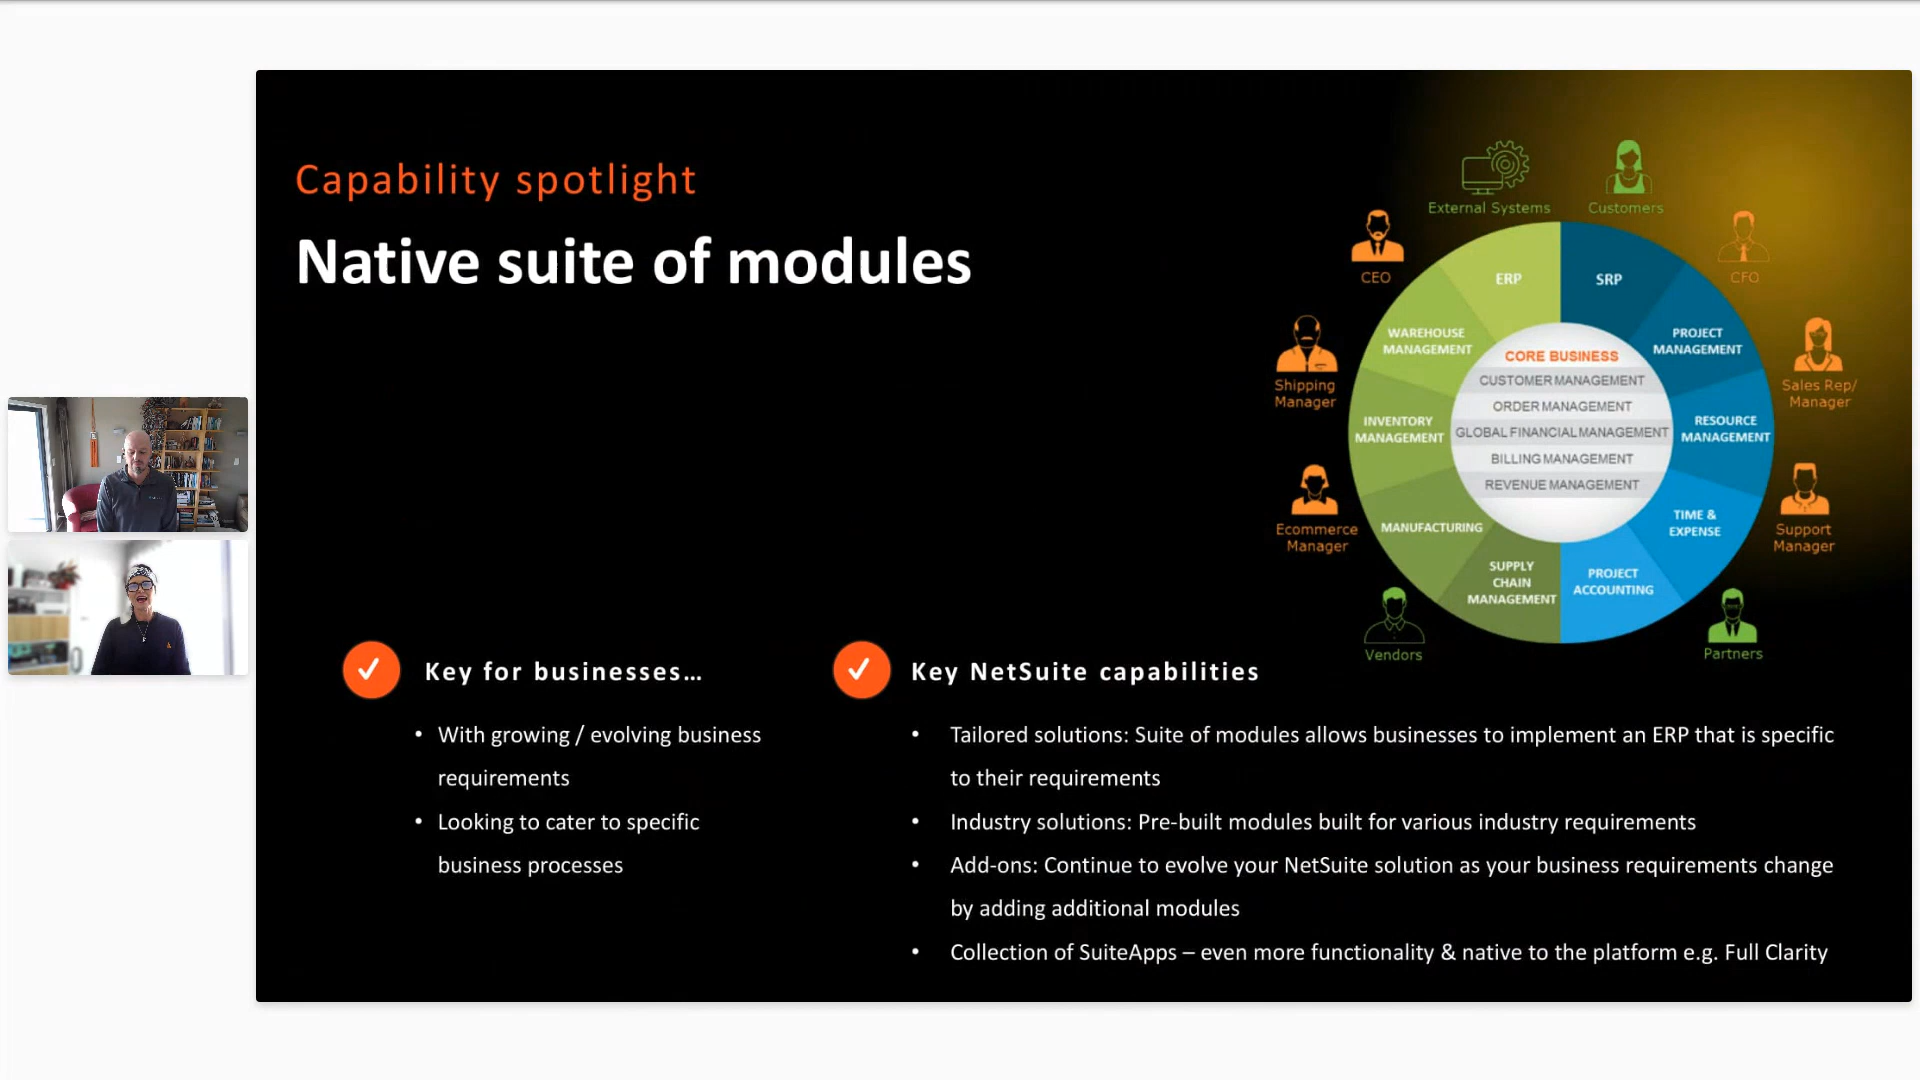 Capability spotlight
Native suite of modules
External Systems
Customers
CEO
CFO
Shipping
Manager
Sales Rep/
Manager
Ecommerce
Manager
Support
Manager
Vendors
Partners
ERP
SRP
WAREHOUSE
MANAGEMENT
PROJECT
MANAGEMENT
INVENTORY
MANAGEMENT
RESOURCE
MANAGEMENT
MANUFACTURING
TIME &
EXPENSE
SUPPLY
CHAIN
MANAGEMENT
PROJECT
ACCOUNTING
CORE BUSINESS
CUSTOMER MANAGEMENT
ORDER MANAGEMENT
GLOBAL FINANCIAL MANAGEMENT
BILLING MANAGEMENT
REVENUE MANAGEMENT
Key for businesses…
• With growing / evolving business
requirements
• Looking to cater to specific
business processes
Key NetSuite capabilities
• Tailored solutions: Suite of modules allows businesses to implement an ERP that is specific
to their requirements
• Industry solutions: Pre-built modules built for various industry requirements
• Add-ons: Continue to evolve your NetSuite solution as your business requirements change
by adding additional modules
• Collection of SuiteApps – even more functionality & native to the platform e.g. Full Clarity